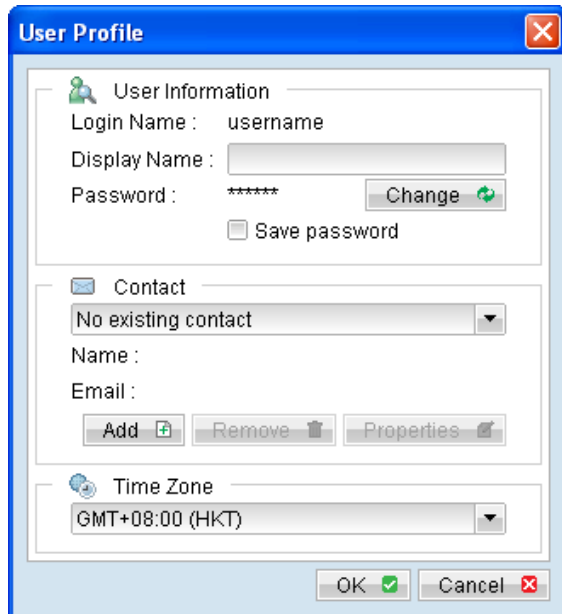 User Profile
User Information
Login Name : username
Display Name :
Password : ****** Change
Save password
Contact
No existing contact
Name :
Email :
Add Remove Properties
Time Zone
GMT+08:00 (HKT)
OK Cancel